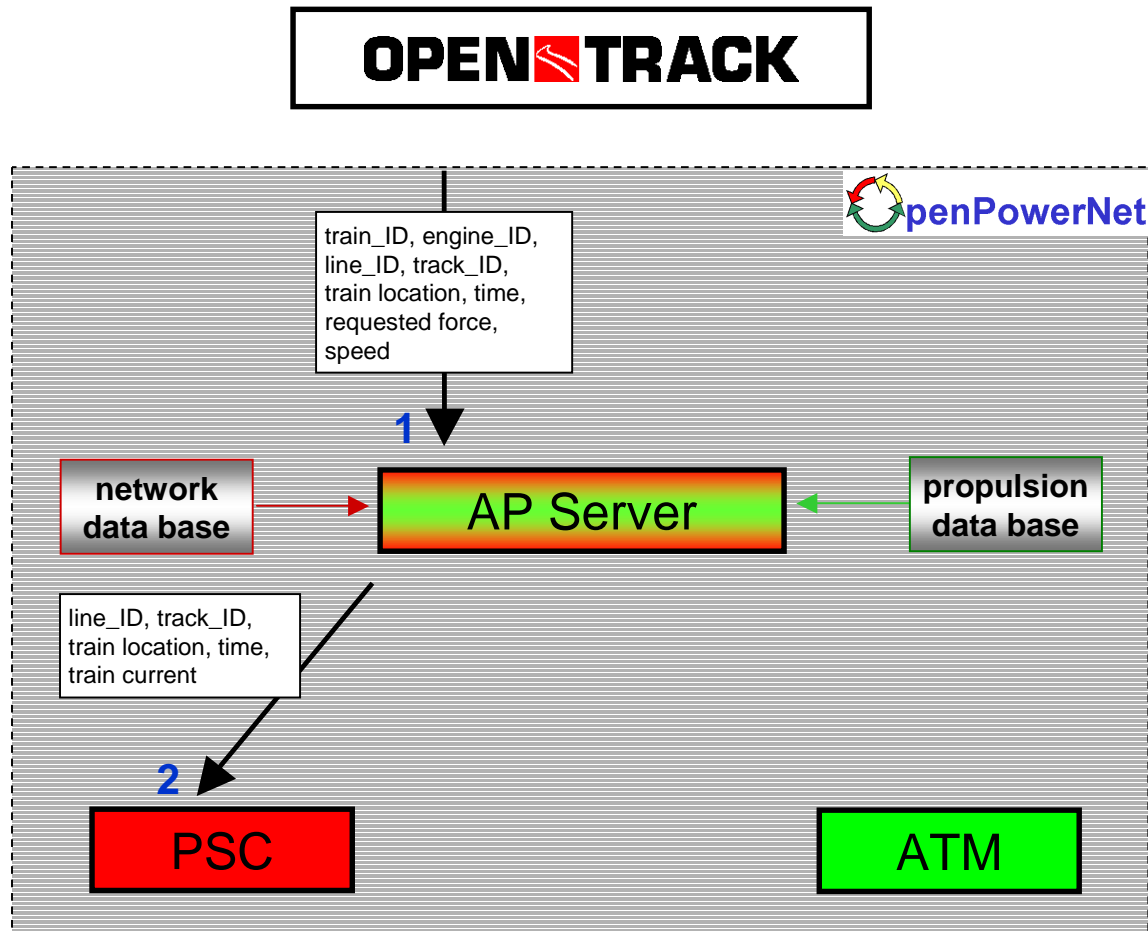 OPEN TRACK
OpenPowerNet
train_ID, engine_ID,
line_ID, track_ID,
train location, time,
requested force,
speed
1
network
data base
AP Server
propulsion
data base
line_ID, track_ID,
train location, time,
train current
2
PSC
ATM